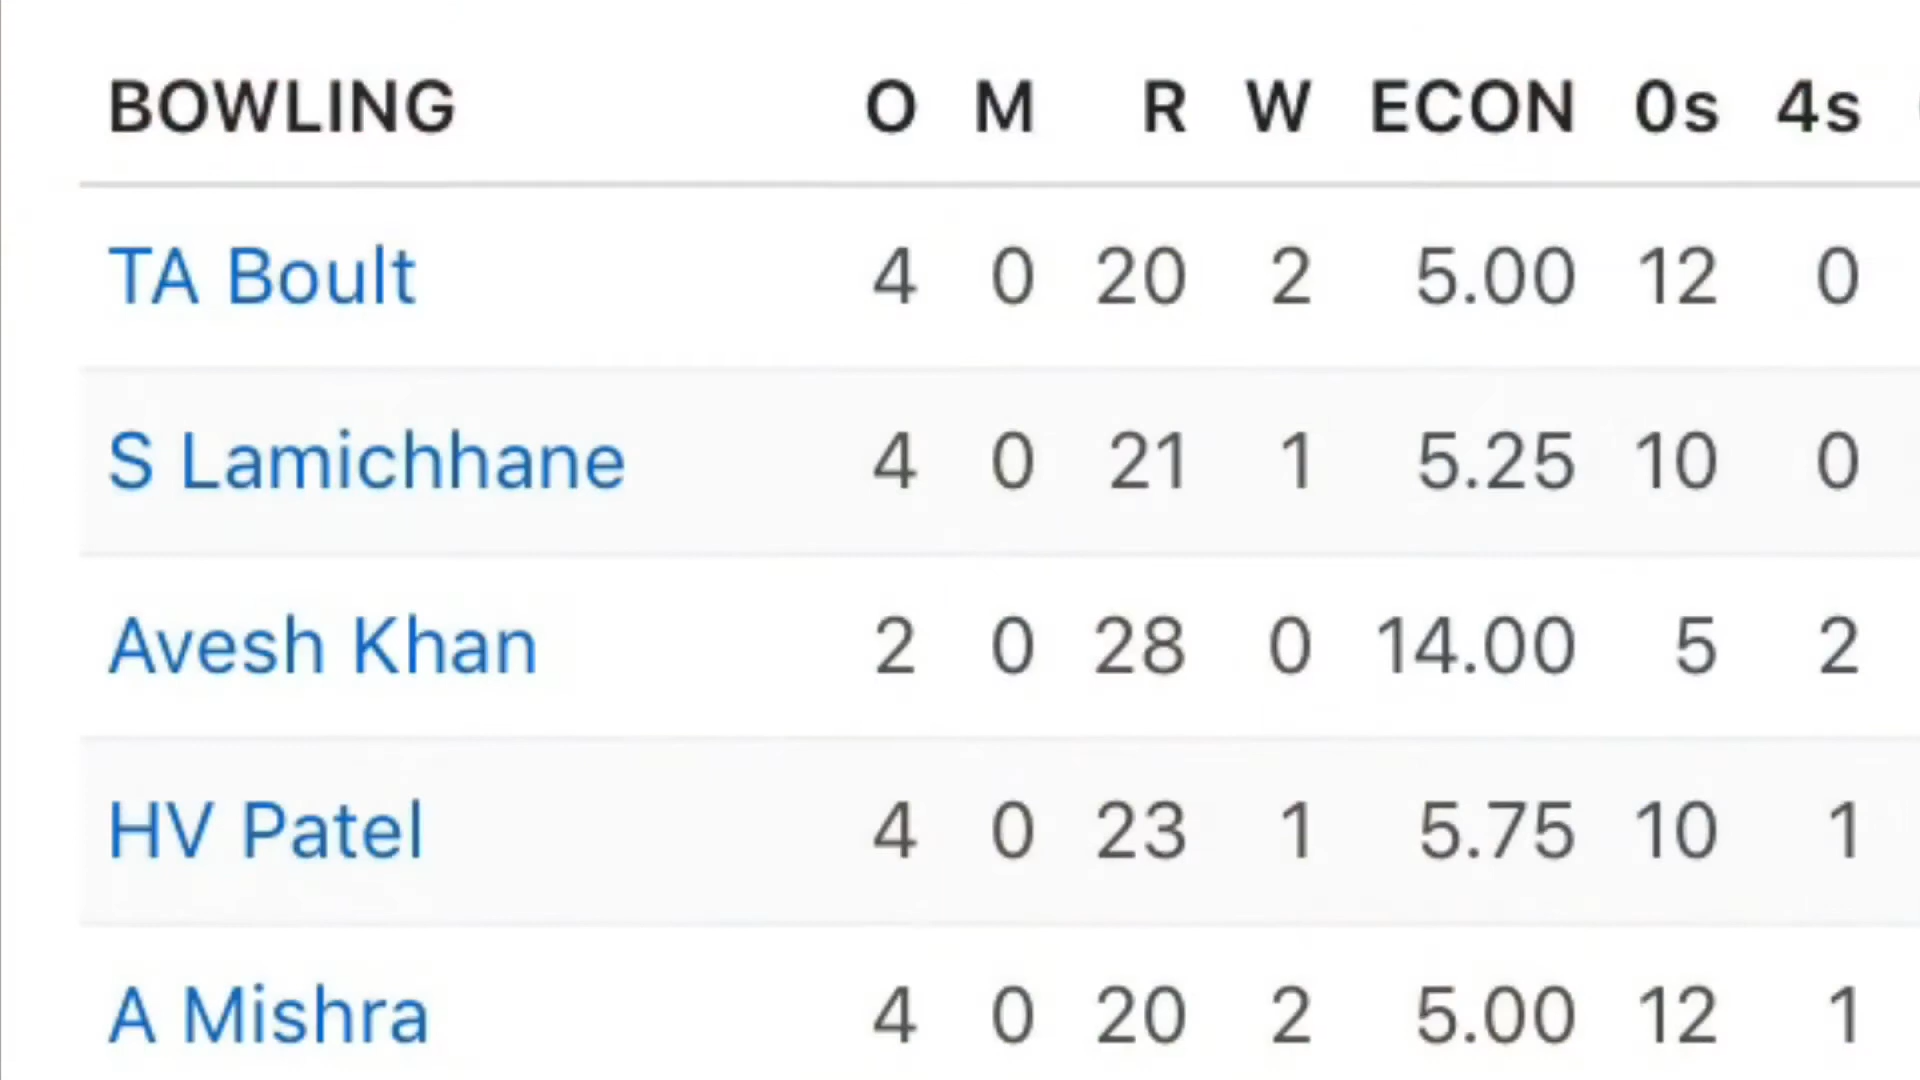 BOWLING O M R W ECON 0s 4s
TA Boult 4 0 20 2 5.00 12 0
S Lamichhane 4 0 21 1 5.25 10 0
Avesh Khan 2 0 28 0 14.00 5 2
HV Patel 4 0 23 1 5.75 10 1
A Mishra 4 0 20 2 5.00 12 1